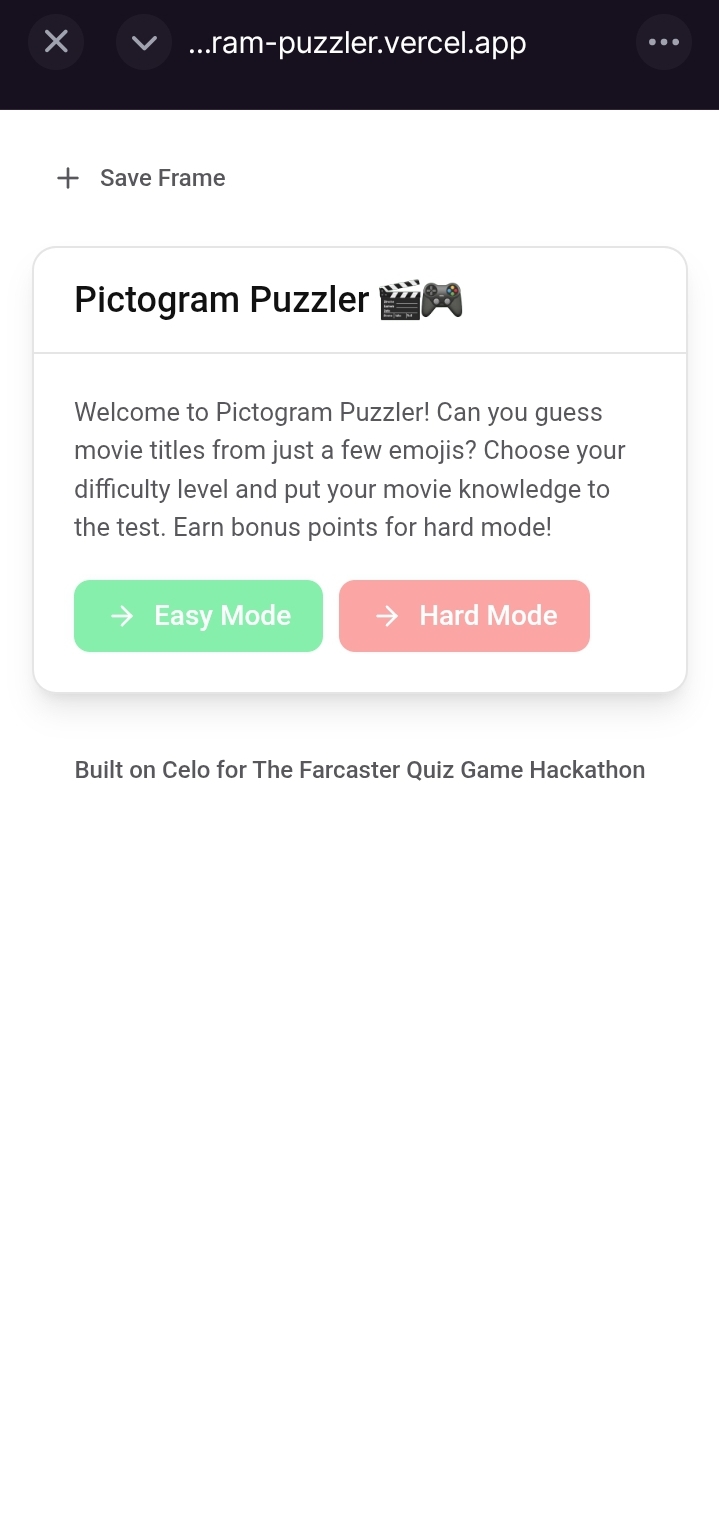 ...ram-puzzler.vercel.app
Save Frame
Pictogram Puzzler 🎬🎮
Welcome to Pictogram Puzzler! Can you guess
movie titles from just a few emojis? Choose your
difficulty level and put your movie knowledge to
the test. Earn bonus points for hard mode!
Easy Mode
Hard Mode
Built on Celo for The Farcaster Quiz Game Hackathon